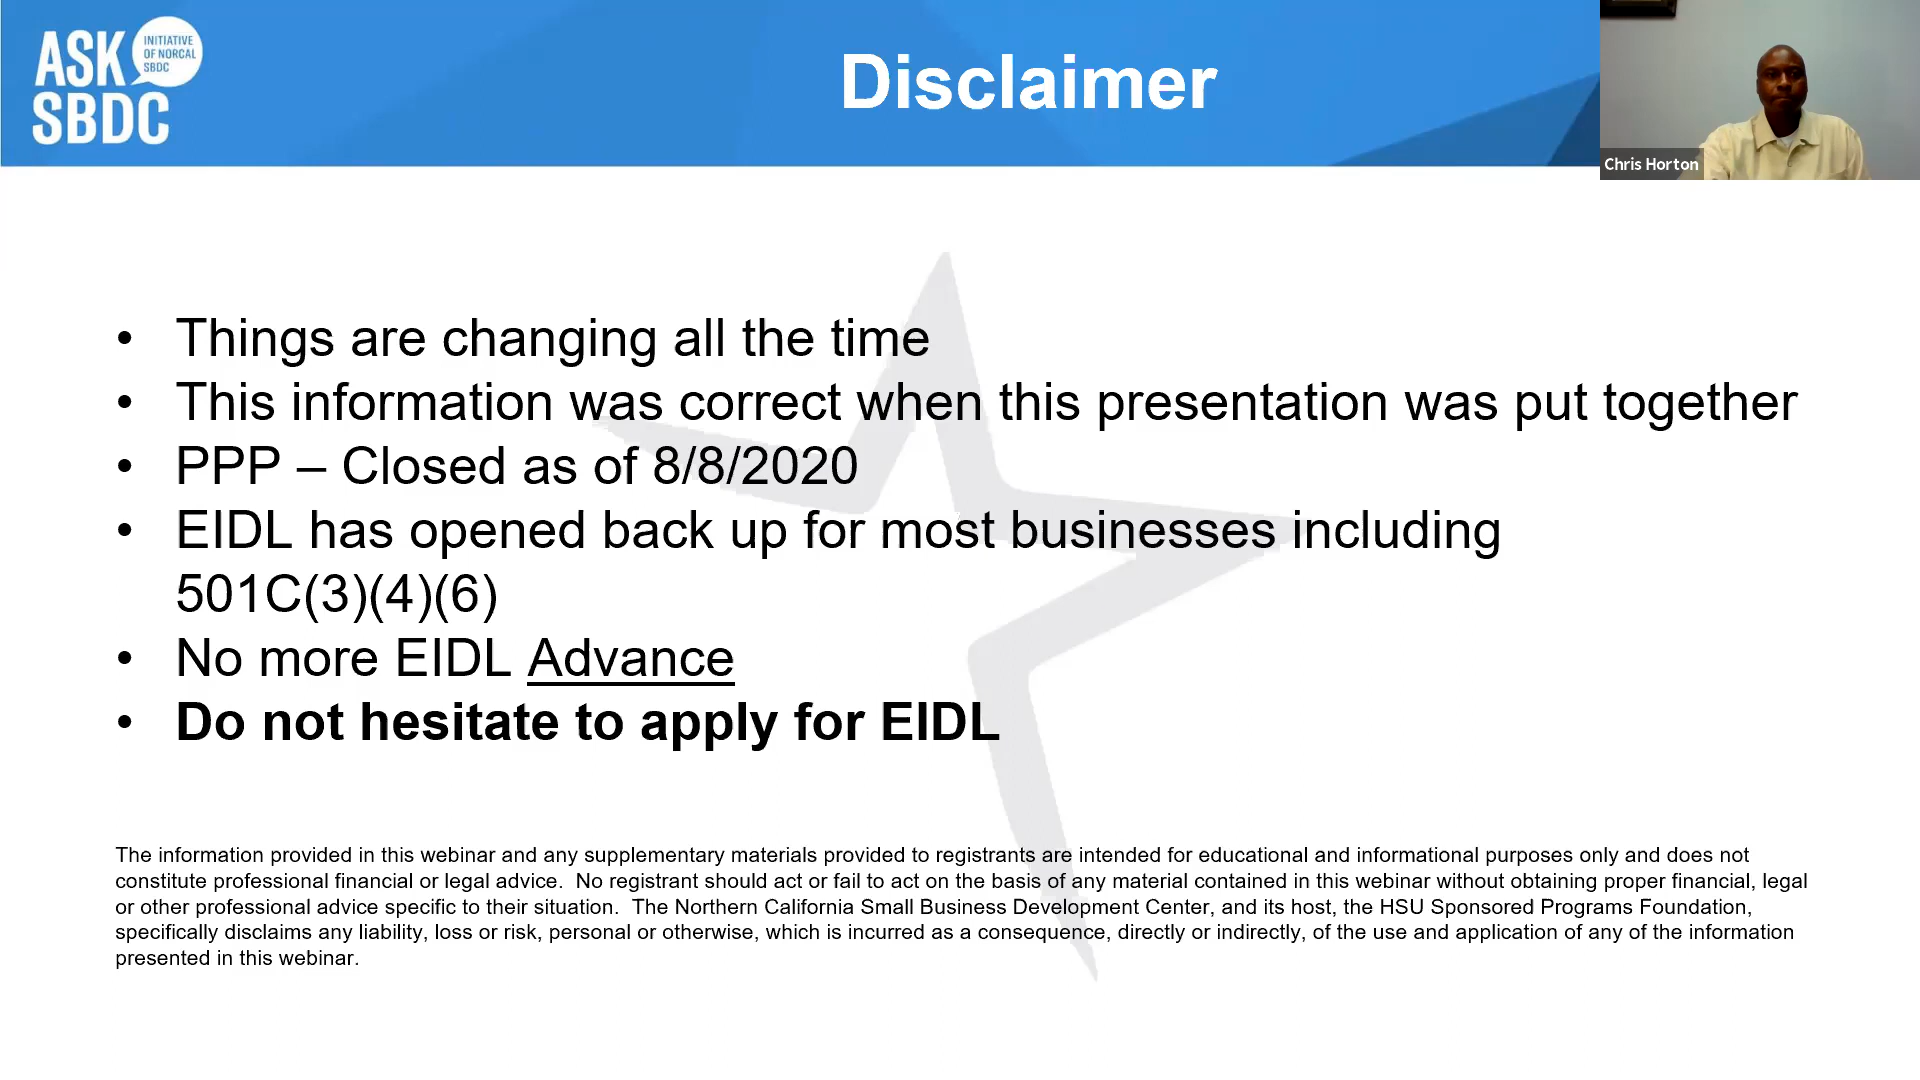 ASK
INITIATIVE
OF NORCAL
SBDC
SBDC
Disclaimer
Chris Horton
• Things are changing all the time
• This information was correct when this presentation was put together
• PPP – Closed as of 8/8/2020
• EIDL has opened back up for most businesses including
501C(3)(4)(6)
• No more EIDL Advance
• Do not hesitate to apply for EIDL
The information provided in this webinar and any supplementary materials provided to registrants are intended for educational and informational purposes only and does not
constitute professional financial or legal advice.  No registrant should act or fail to act on the basis of any material contained in this webinar without obtaining proper financial, legal
or other professional advice specific to their situation.  The Northern California Small Business Development Center, and its host, the HSU Sponsored Programs Foundation,
specifically disclaims any liability, loss or risk, personal or otherwise, which is incurred as a consequence, directly or indirectly, of the use and application of any of the information
presented in this webinar.